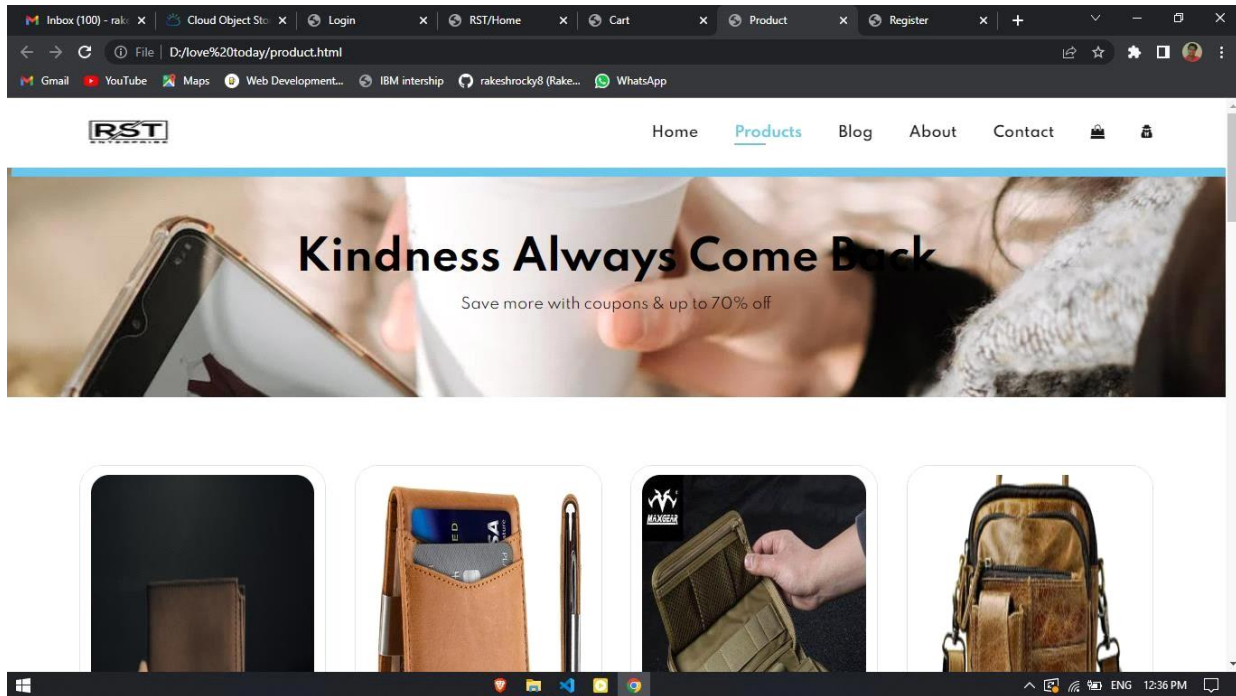 Inbox (100) - rak
Cloud Object Sto
Login
RST/Home
Cart
Product
Register
File
D:/love%20today/product.html
Gmail
YouTube
Maps
Web Development...
IBM intership
rakeshrocky8 (Rake...
WhatsApp
RST
ENTERPRISE
Home
Products
Blog
About
Contact
Kindness Always Come Back
Save more with coupons & up to 70% off
MAXGEAR
ENG
12:36 PM